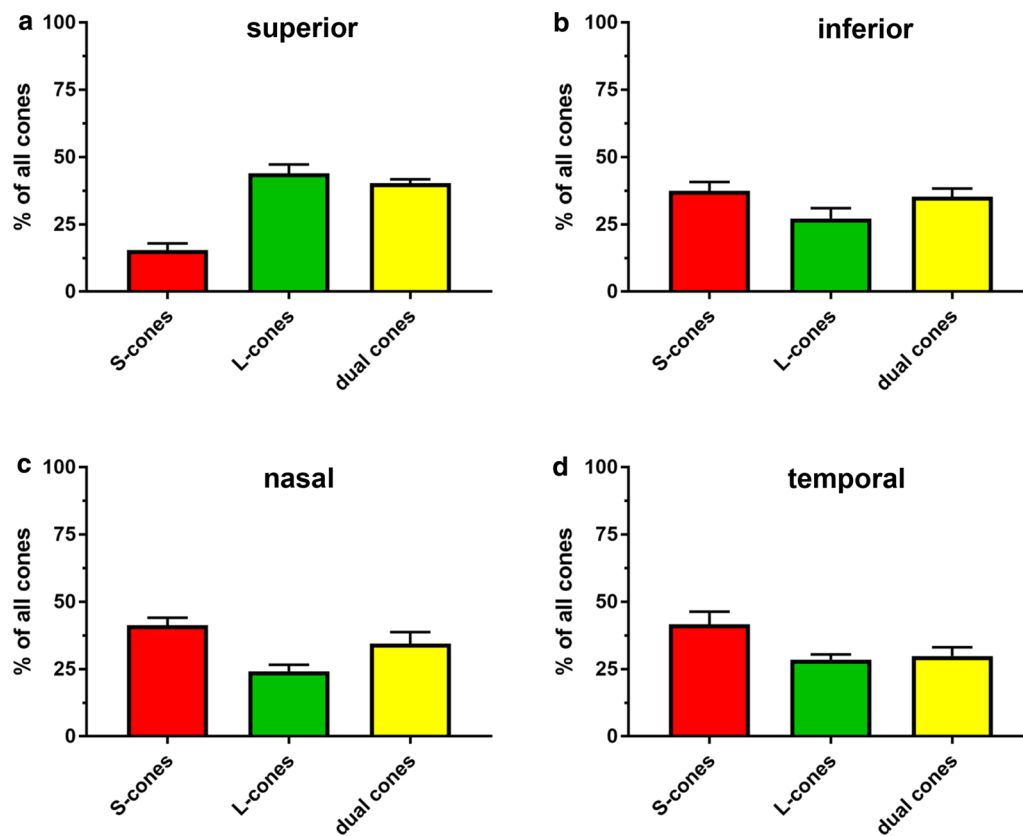 a
superior
% of all cones
100
75
50
25
0
S-cones
L-cones
dual cones
b
inferior
% of all cones
100
75
50
25
0
S-cones
L-cones
dual cones
c
nasal
% of all cones
100
75
50
25
0
S-cones
L-cones
dual cones
d
temporal
% of all cones
100
75
50
25
0
S-cones
L-cones
dual cones